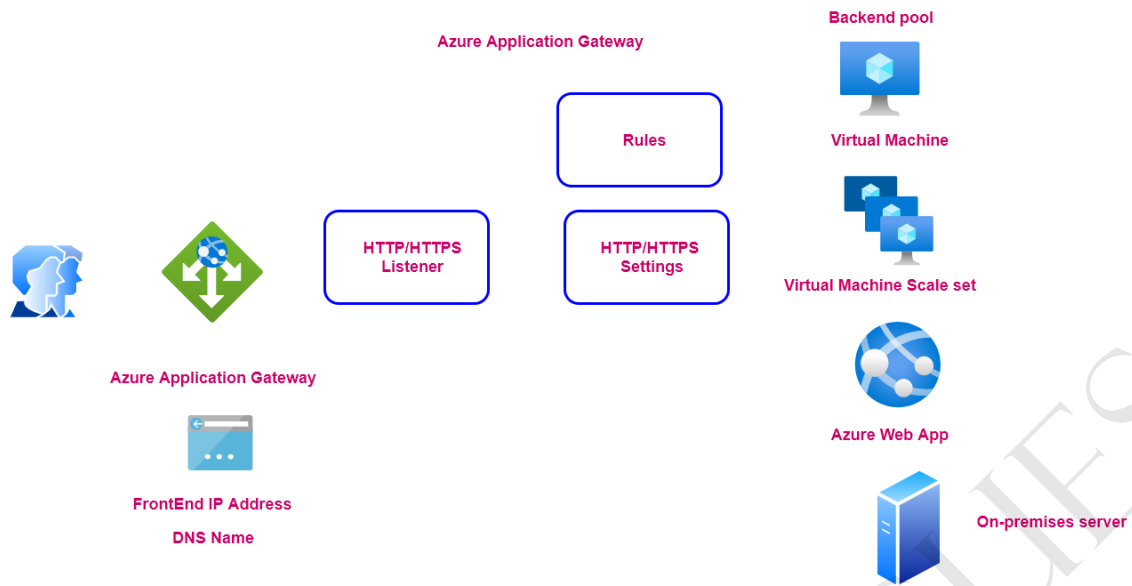 Backend pool
Azure Application Gateway
Rules
Virtual Machine
HTTP/HTTPS
Listener
HTTP/HTTPS
Settings
Virtual Machine Scale set
Azure Application Gateway
Azure Web App
FrontEnd IP Address
DNS Name
On-premises server